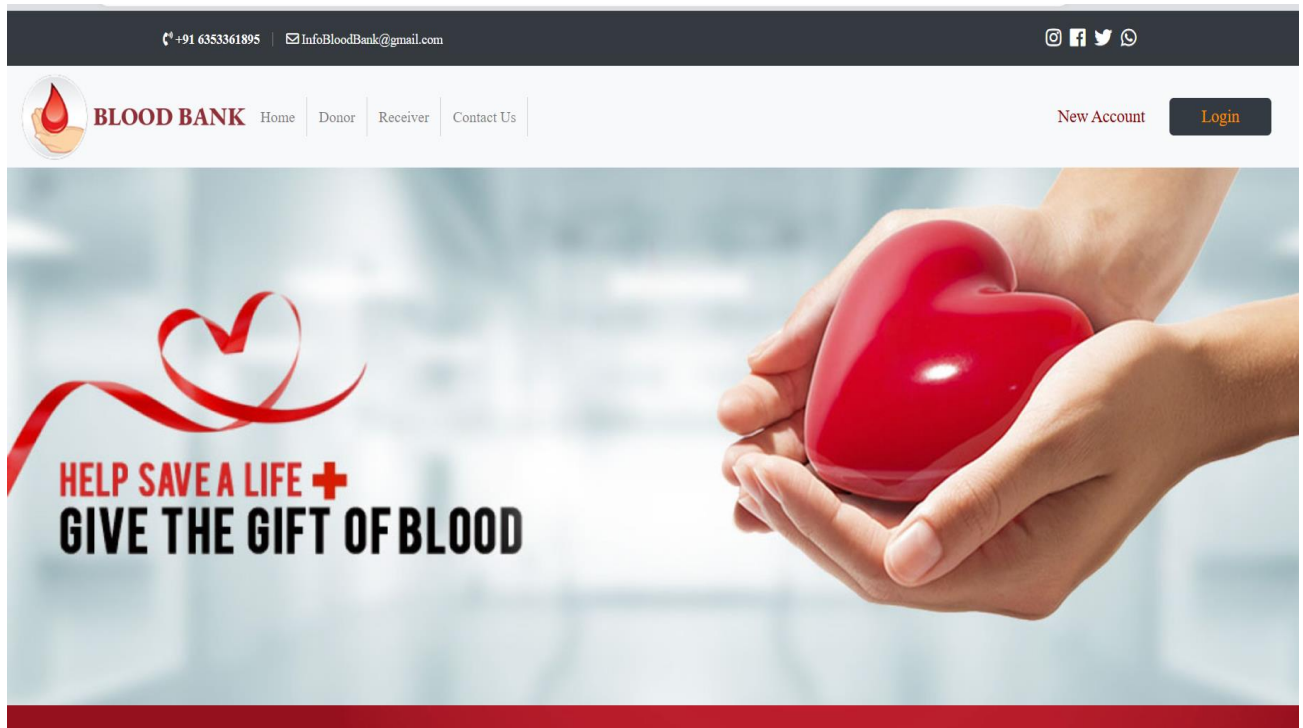 +91 6353361895 InfoBloodBank@gmail.com
BLOOD BANK Home Donor Receiver Contact Us New Account Login
HELP SAVE A LIFE
GIVE THE GIFT OF BLOOD